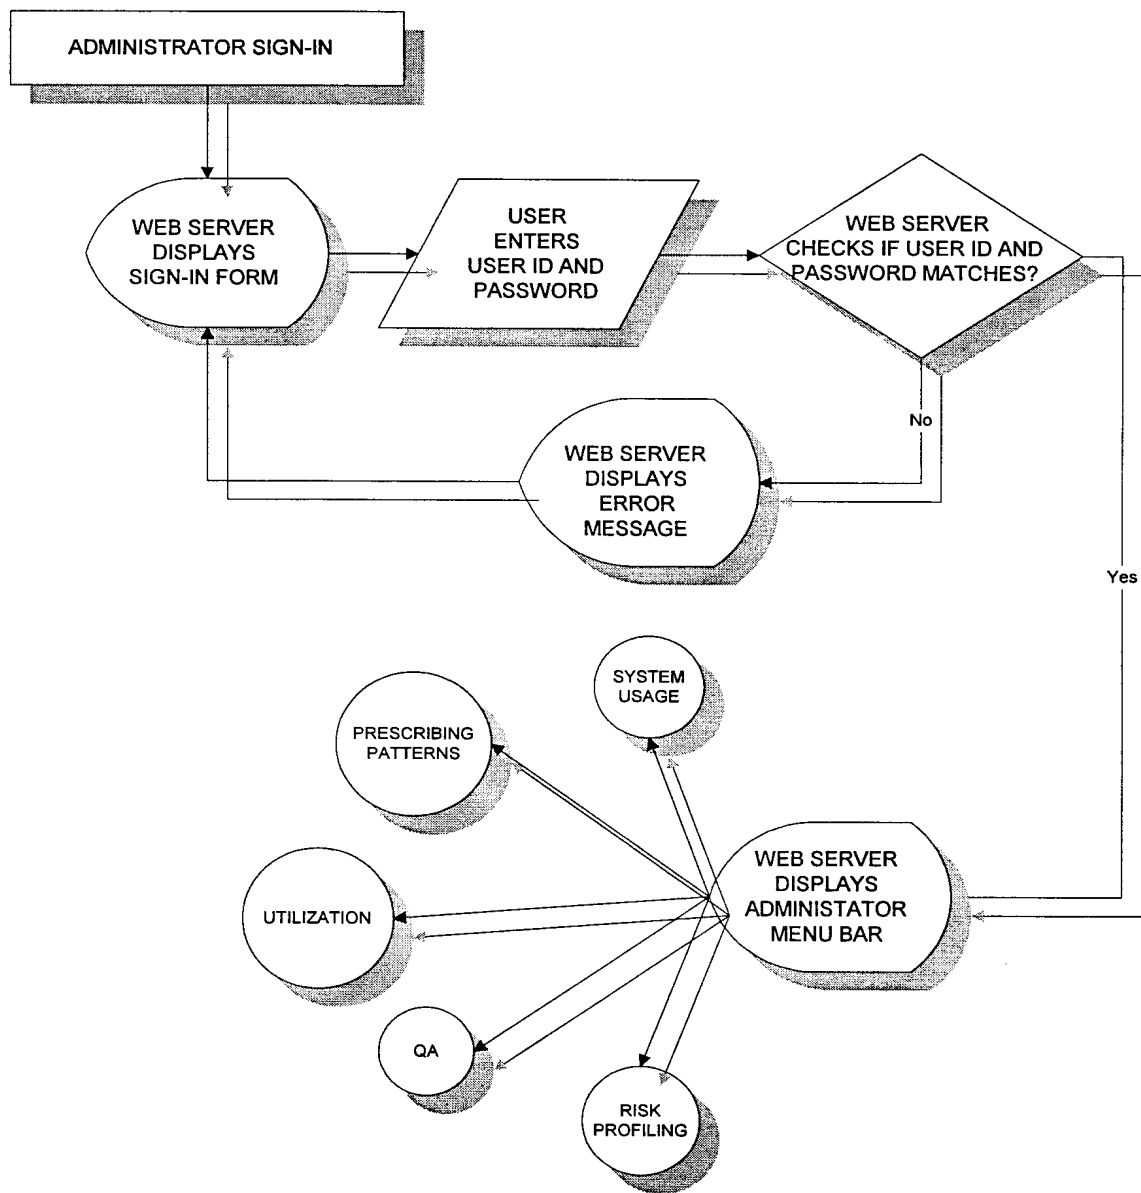 ADMINISTRATOR SIGN-IN
WEB SERVER
DISPLAYS
SIGN-IN FORM
USER
ENTERS
USER ID AND
PASSWORD
WEB SERVER
CHECKS IF USER ID AND
PASSWORD MATCHES?
No
WEB SERVER
DISPLAYS
ERROR
MESSAGE
Yes
SYSTEM
USAGE
PRESCRIBING
PATTERNS
WEB SERVER
DISPLAYS
ADMINISTATOR
MENU BAR
UTILIZATION
QA
RISK
PROFILING